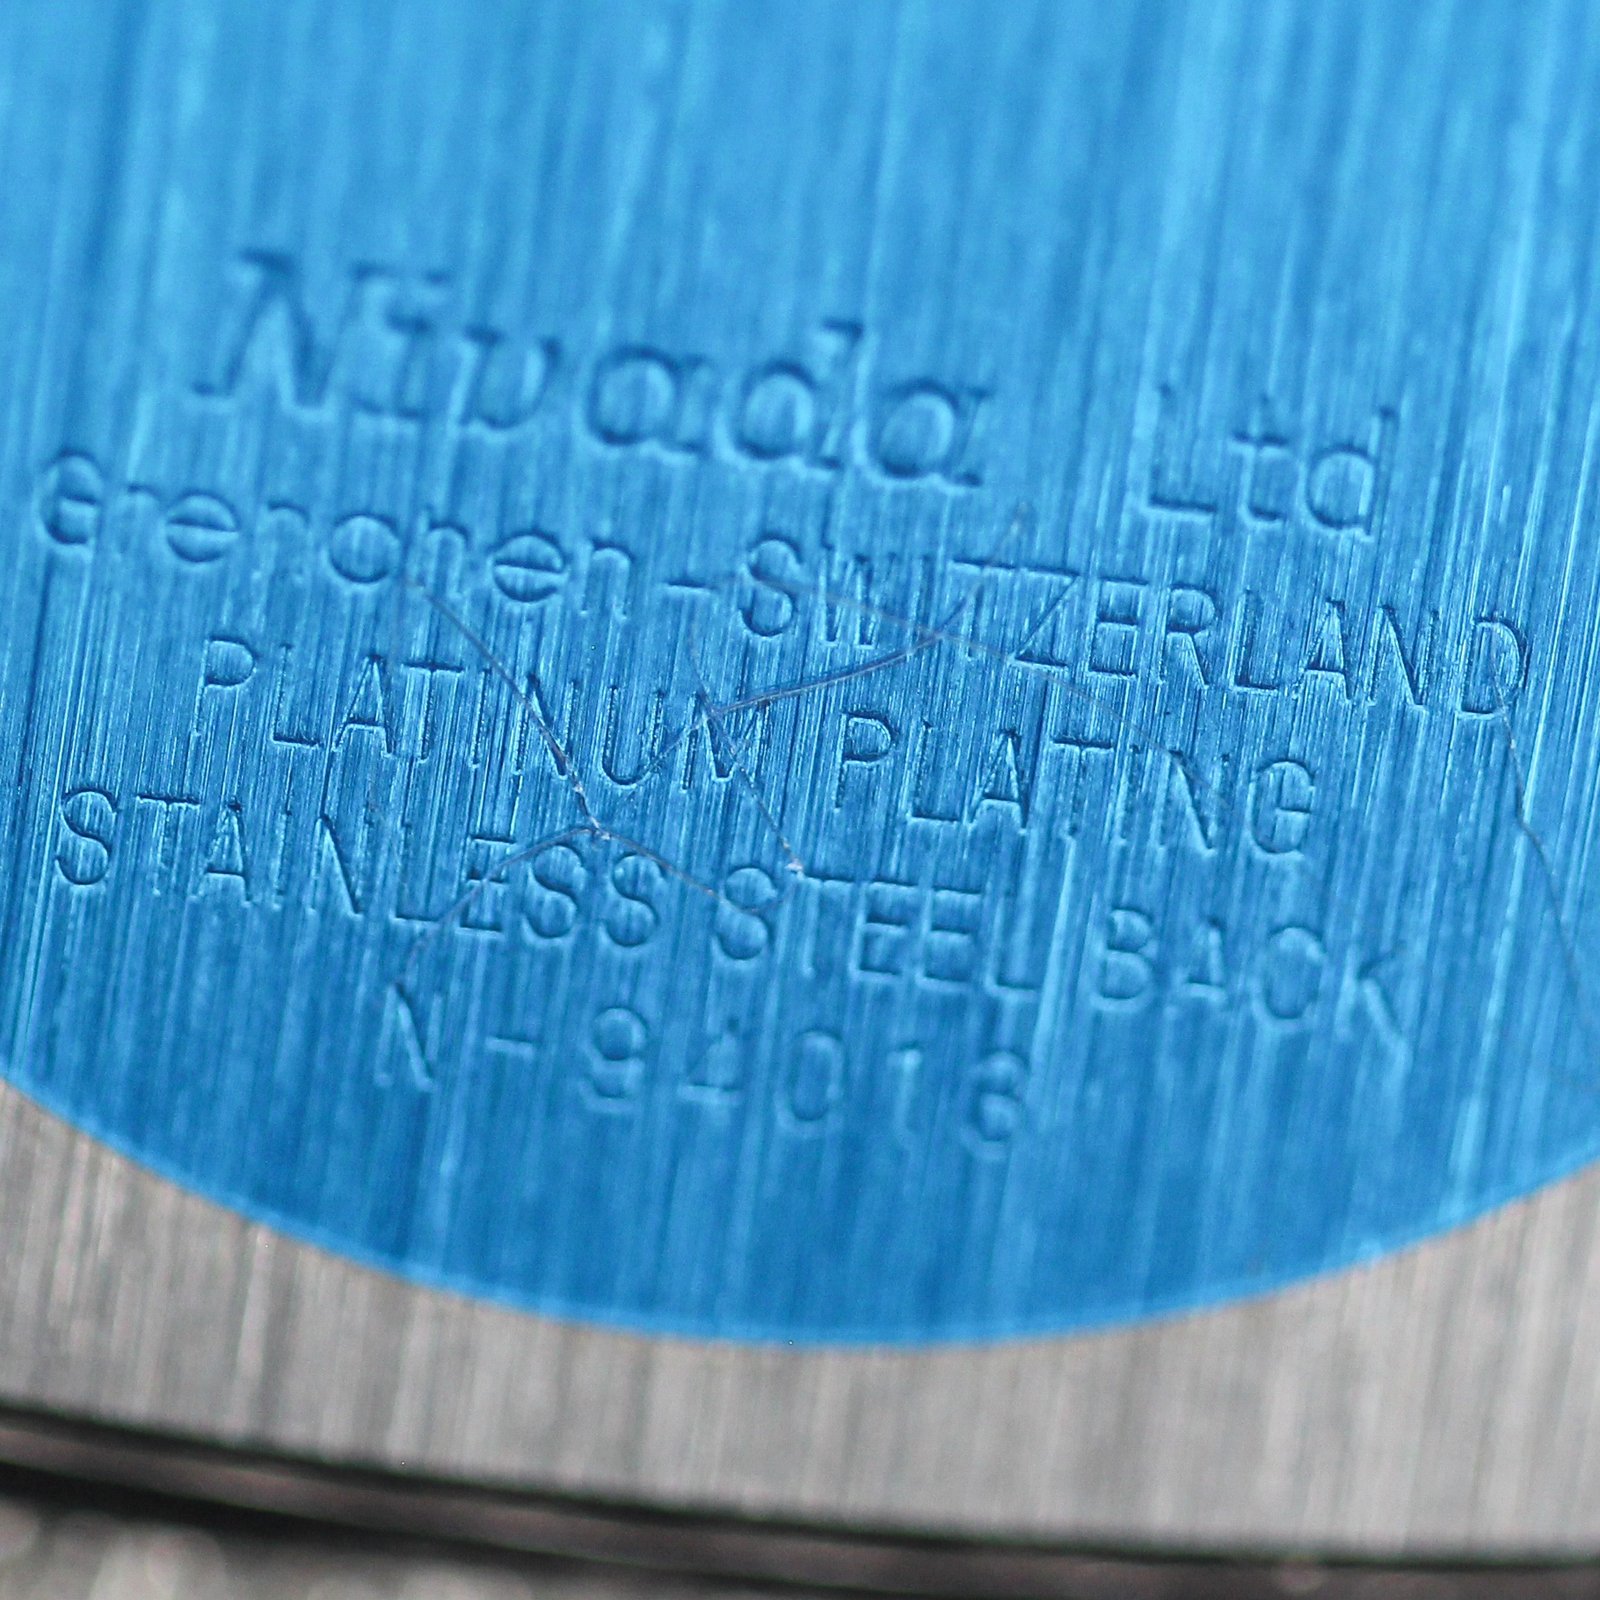 Nivada Ltd
Grenchen-SWITZERLAND
PLATINUM PLATING
STAINLESS STEEL BACK
N-94016